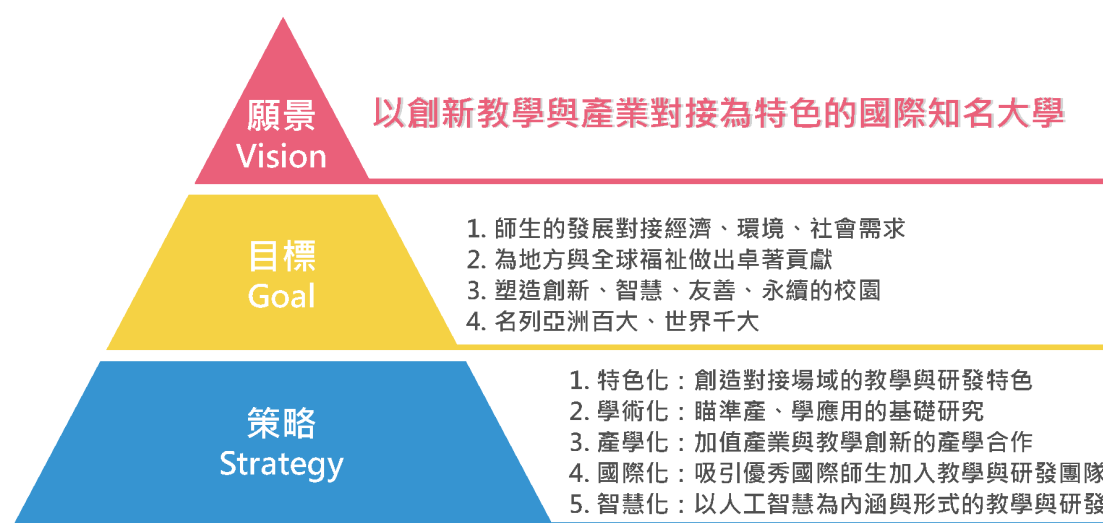 願景
Vision
以創新教學與產業對接為特色的國際知名大學
目標
Goal
1. 師生的發展對接經濟、環境、社會需求
2. 為地方與全球福祉做出卓著貢獻
3. 塑造創新、智慧、友善、永續的校園
4. 名列亞洲百大、世界千大
策略
Strategy
1. 特色化：創造對接場域的教學與研發特色
2. 學術化：瞄準產、學應用的基礎研究
3. 產學化：加值產業與教學創新的產學合作
4. 國際化：吸引優秀國際師生加入教學與研發團隊
5. 智慧化：以人工智慧為內涵與形式的教學與研發